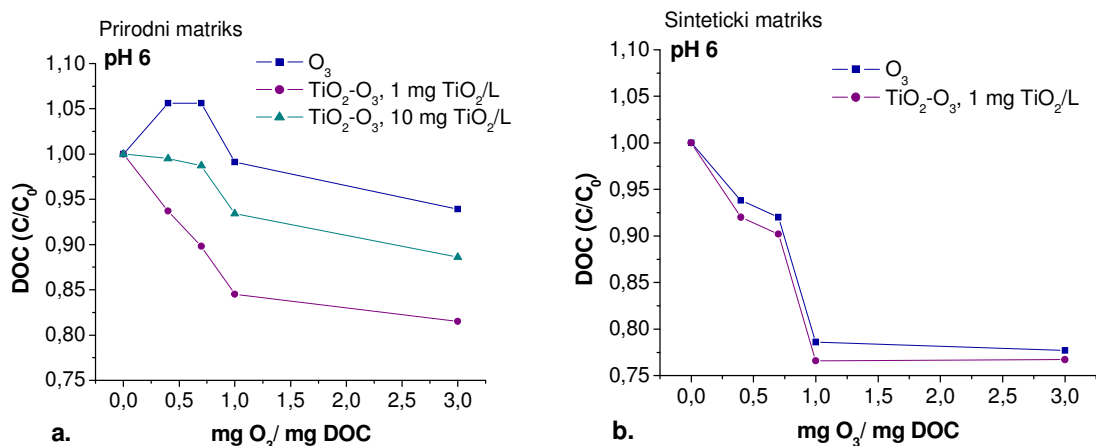 Prirodni matriks
pH 6
O₃
TiO₂-O₃, 1 mg TiO₂/L
TiO₂-O₃, 10 mg TiO₂/L
1,10
1,05
1,00
0,95
0,90
0,85
0,80
0,75
DOC (C/C₀)
0,0 0,5 1,0 1,5 2,0 2,5 3,0
mg O₃/ mg DOC
a.
Sinteticki matriks
pH 6
O₃
TiO₂-O₃, 1 mg TiO₂/L
1,10
1,05
1,00
0,95
0,90
0,85
0,80
0,75
DOC (C/C₀)
0,0 0,5 1,0 1,5 2,0 2,5 3,0
mg O₃/ mg DOC
b.